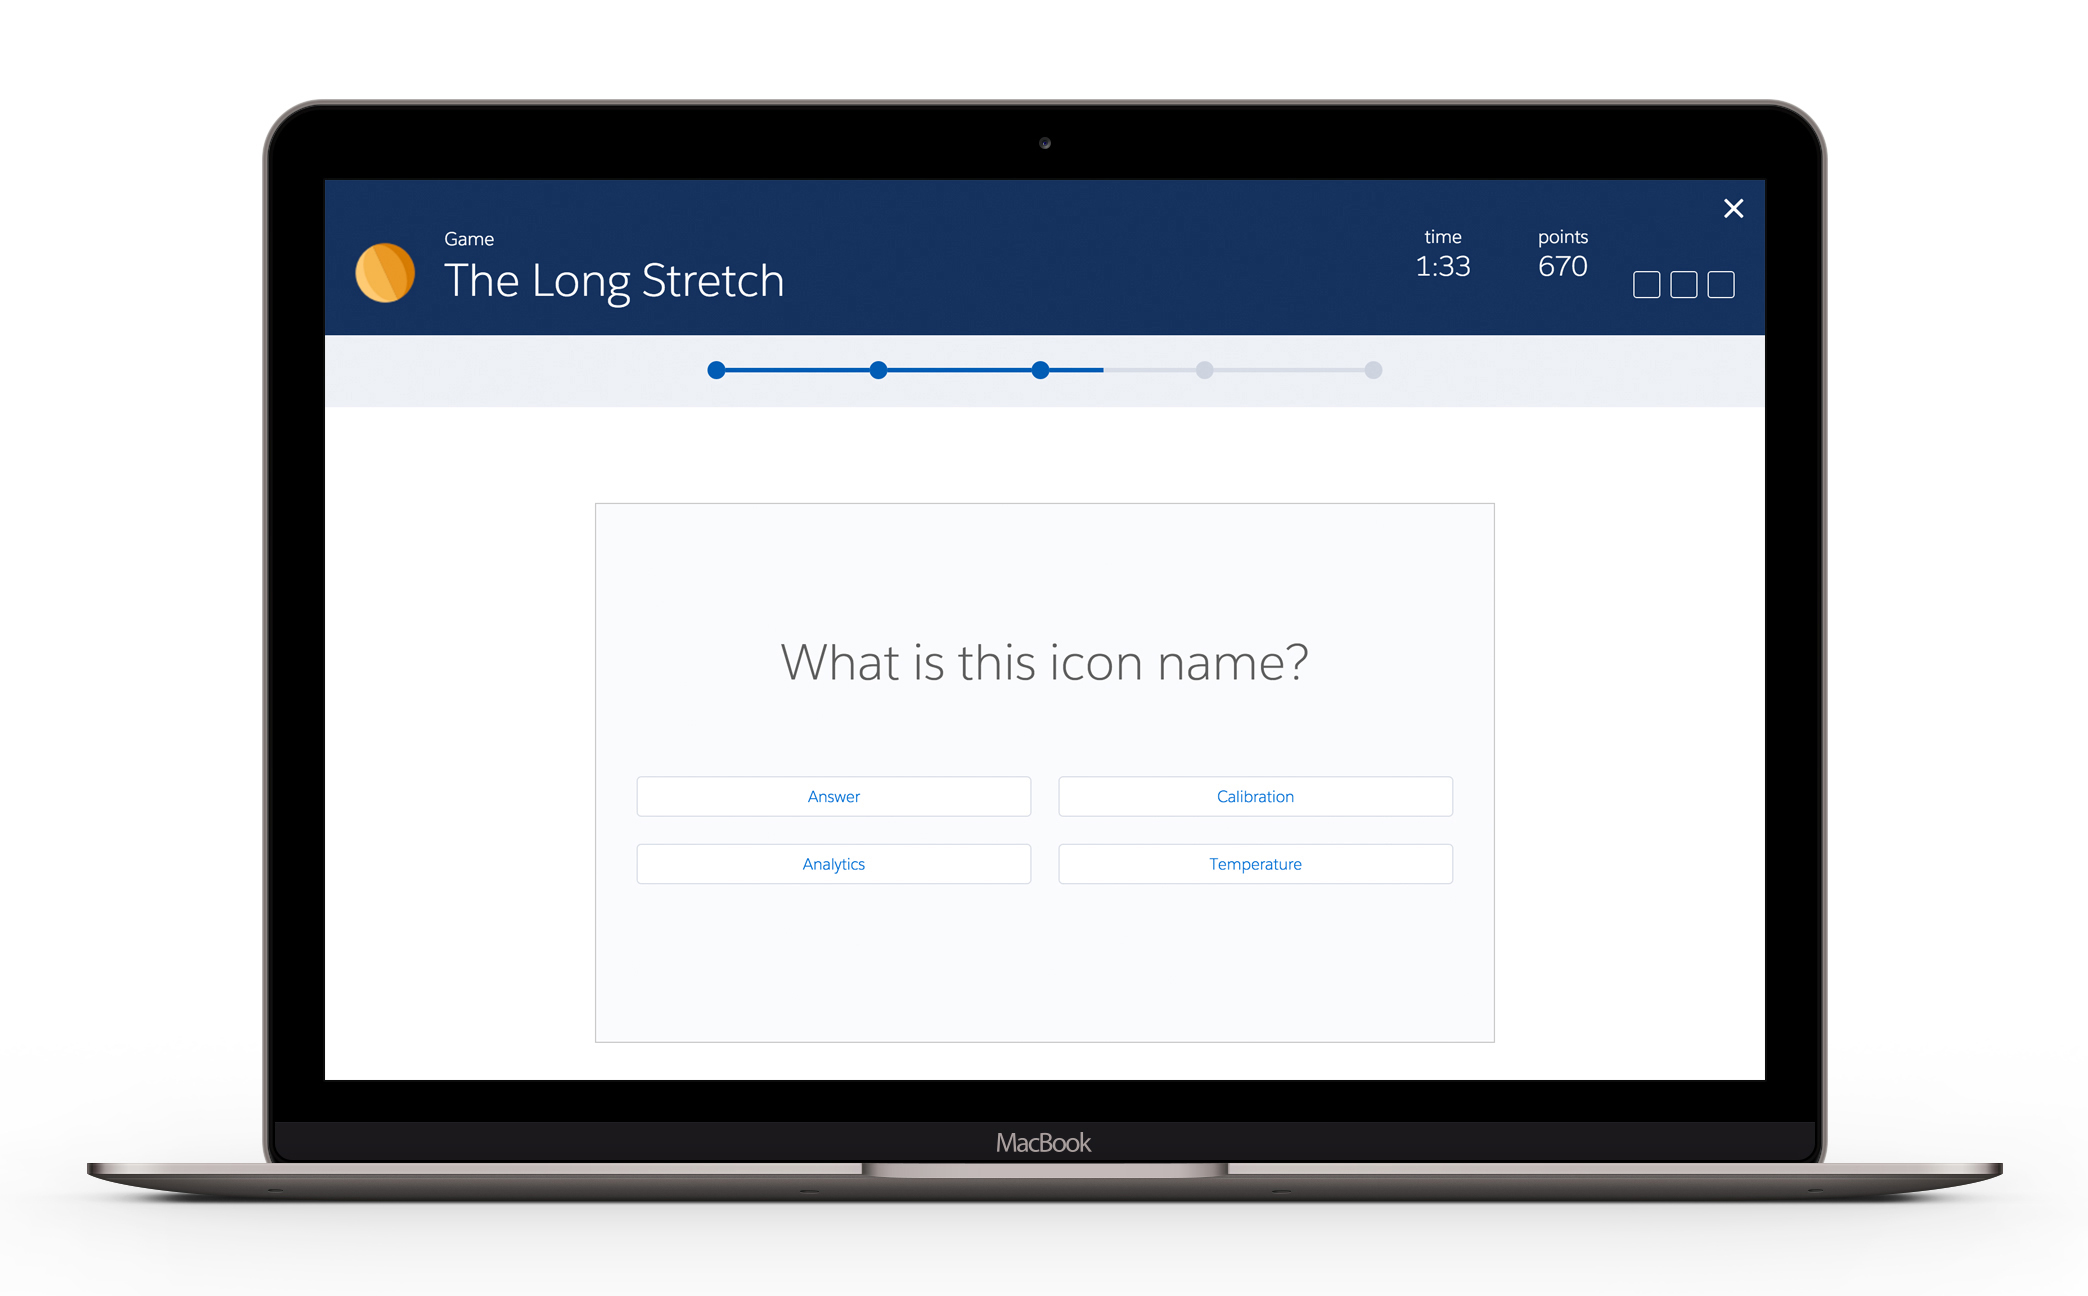 Game
The Long Stretch
time
1:33
points
670
What is this icon name?
Answer
Calibration
Analytics
Temperature
MacBook